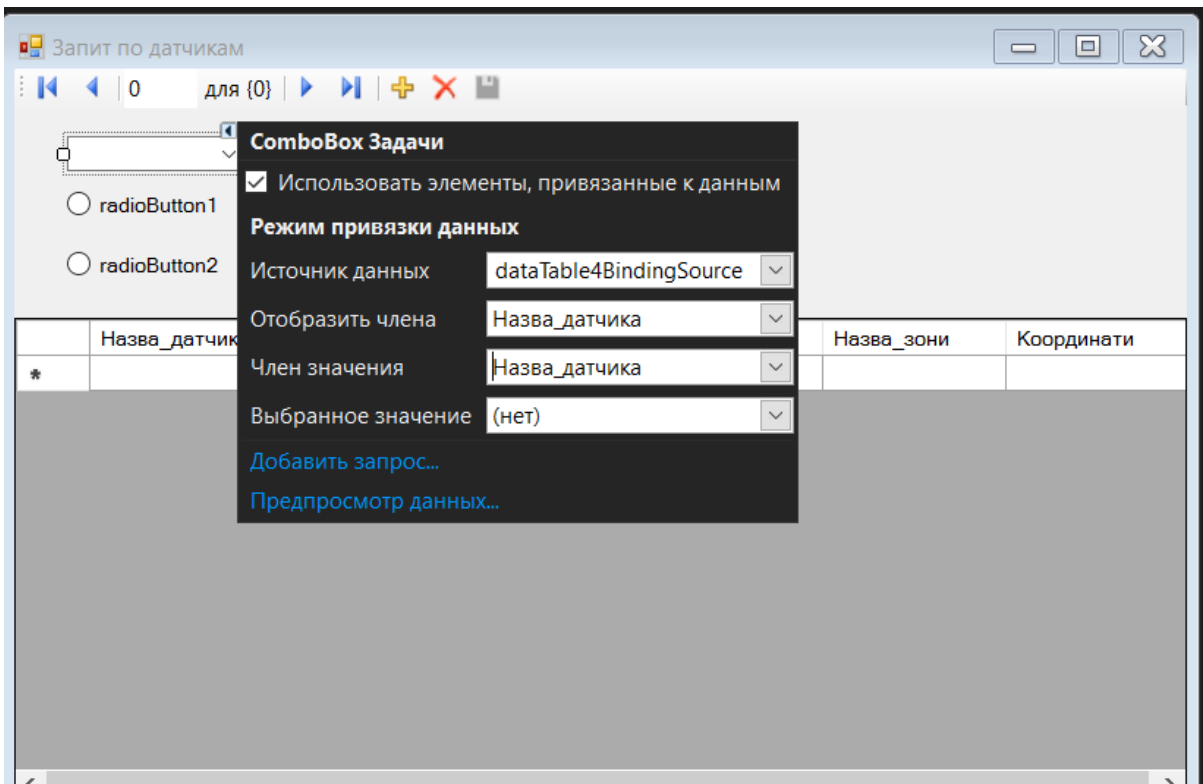 Запит по датчикам
0 для {0}
ComboBox Задачи
Использовать элементы, привязанные к данным
radioButton1
Режим привязки данных
radioButton2
Источник данных dataTable4BindingSource
Отобразить члена Назва_датчика
Назва_датчик Назва_зони Координати
Член значения Назва_датчика
*
Выбранное значение (нет)
Добавить запрос...
Предпросмотр данных...